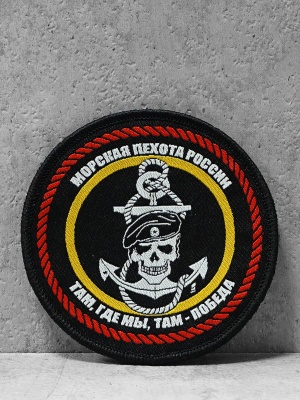 МОРСКАЯ ПЕХОТА РОССИИ
ТАМ, ГДЕ МЫ, ТАМ - ПОБЕДА